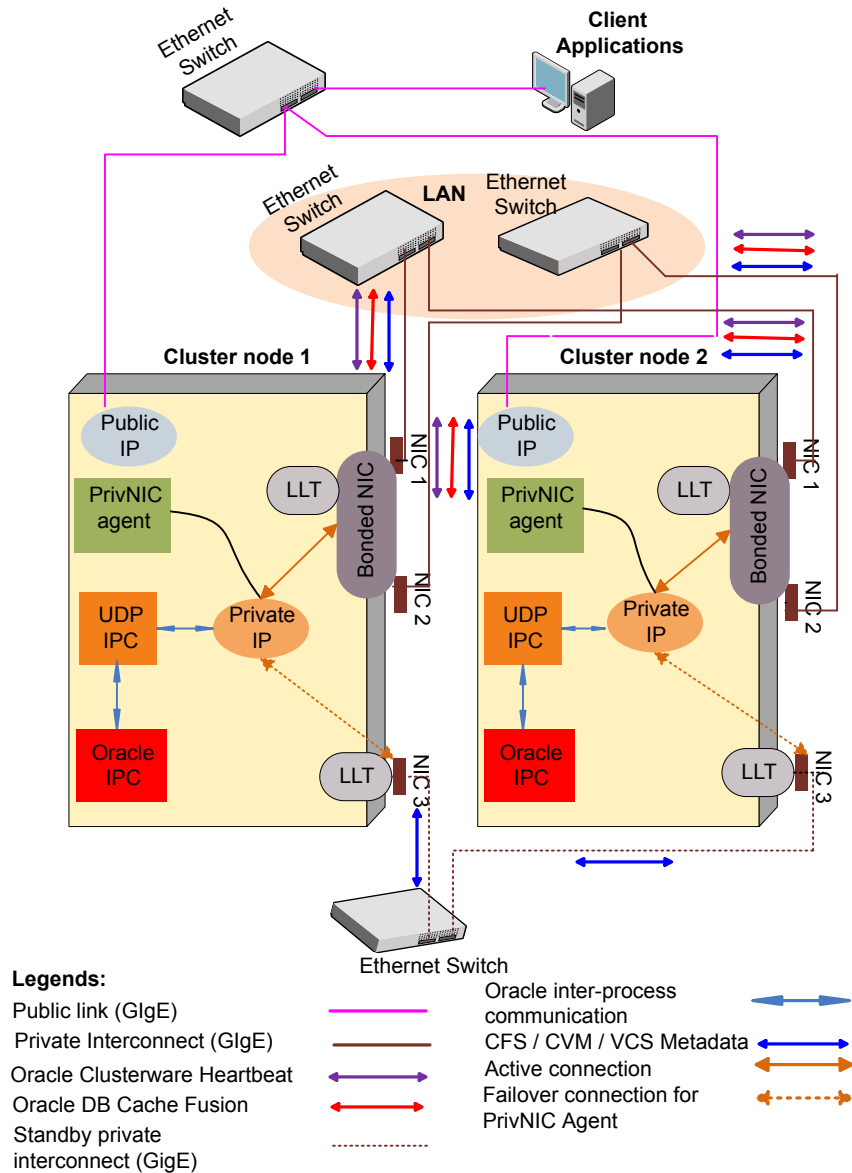 Ethernet
Switch
Client
Applications
Ethernet
Switch
LAN
Ethernet
Switch
Cluster node 1
Cluster node 2
Public
IP
PrivNIC
agent
LLT
Bonded NIC
NIC 1
NIC 2
UDP
IPC
Private
IP
Oracle
IPC
LLT
NIC 3
Public
IP
PrivNIC
agent
LLT
Bonded NIC
NIC 1
NIC 2
UDP
IPC
Private
IP
Oracle
IPC
LLT
NIC 3
Ethernet Switch
Legends:
Public link (GIgE)
Private Interconnect (GIgE)
Oracle Clusterware Heartbeat
Oracle DB Cache Fusion
Standby private
interconnect (GigE)
Oracle inter-process
communication
CFS / CVM / VCS Metadata
Active connection
Failover connection for
PrivNIC Agent